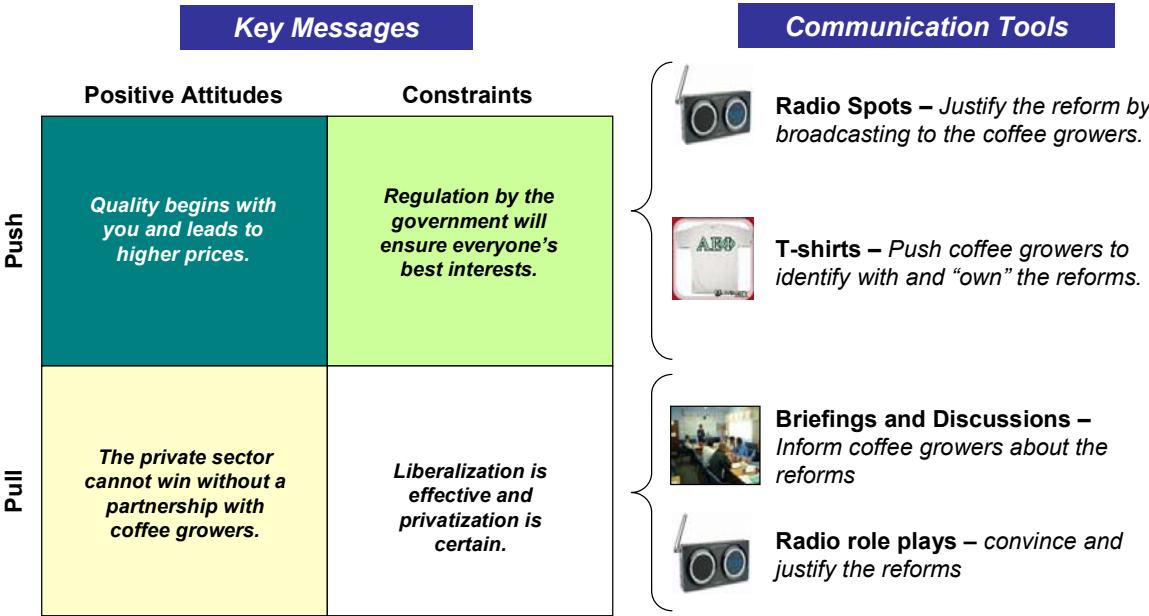 Key Messages
Communication Tools
Positive Attitudes
Constraints
Push
Quality begins with
you and leads to
higher prices.
Regulation by the
government will
ensure everyone’s
best interests.
Radio Spots – Justify the reform by
broadcasting to the coffee growers.
ΑΕΦ
T-shirts – Push coffee growers to
identify with and “own” the reforms.
Pull
The private sector
cannot win without a
partnership with
coffee growers.
Liberalization is
effective and
privatization is
certain.
Briefings and Discussions –
Inform coffee growers about the
reforms
Radio role plays – convince and
justify the reforms